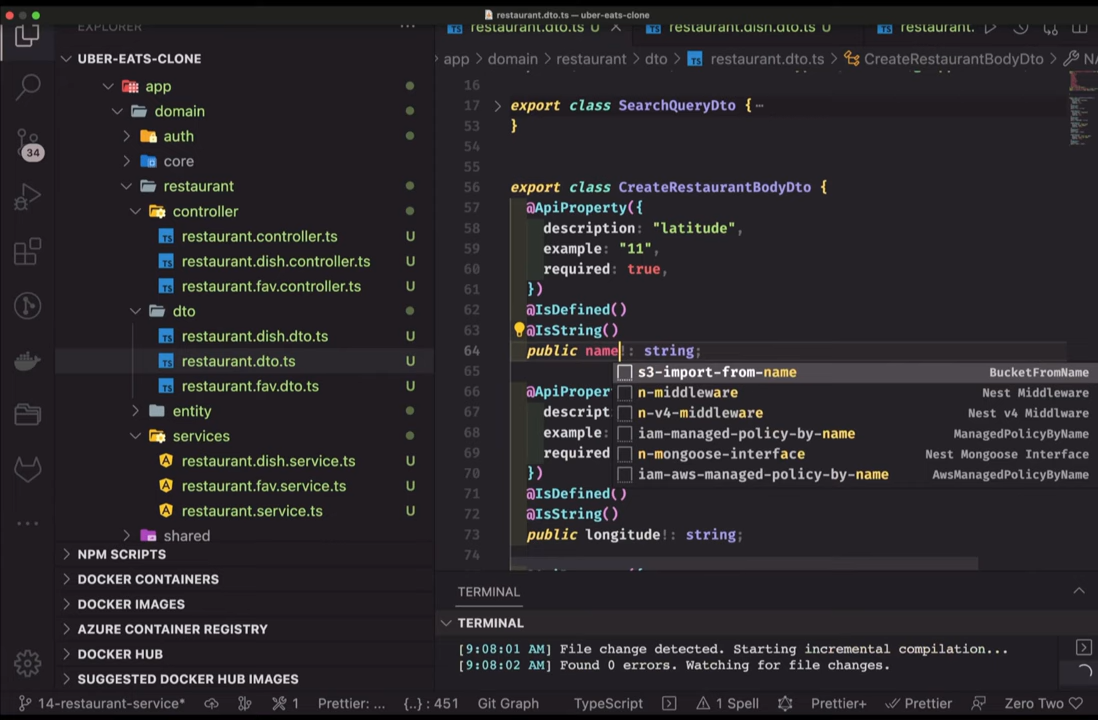 restaurant.dto.ts — uber-eats-clone
EXPLORER
UBER-EATS-CLONE
app
domain
auth
core
restaurant
controller
restaurant.controller.ts U
restaurant.dish.controller.ts U
restaurant.fav.controller.ts U
dto
restaurant.dish.dto.ts U
restaurant.dto.ts U
restaurant.fav.dto.ts U
entity
services
restaurant.dish.service.ts U
restaurant.fav.service.ts U
restaurant.service.ts U
shared
NPM SCRIPTS
DOCKER CONTAINERS
DOCKER IMAGES
AZURE CONTAINER REGISTRY
DOCKER HUB
SUGGESTED DOCKER HUB IMAGES
34
restaurant.dto.ts U restaurant.dish.dto.ts U restaurant.
app > domain > restaurant > dto > TS restaurant.dto.ts > CreateRestaurantBodyDto >
16
17 export class SearchQueryDto {
53 }
54
55
56 export class CreateRestaurantBodyDto {
57 @ApiProperty({
58 description: "latitude",
59 example: "11",
60 required: true,
61 })
62 @IsDefined()
63 @IsString()
64 public name!: string;
65
66 @ApiProper
67 descript
68 example:
69 required
70 })
71 @IsDefined()
72 @IsString()
73 public longitude!: string;
74
s3-import-from-name BucketFromName
n-middleware Nest Middleware
n-v4-middleware Nest v4 Middlware
iam-managed-policy-by-name ManagedPolicyByName
n-mongoose-interface Nest Mongoose Interface
iam-aws-managed-policy-by-name AwsManagedPolicyByName
TERMINAL
TERMINAL
[9:08:01 AM] File change detected. Starting incremental compilation...
[9:08:02 AM] Found 0 errors. Watching for file changes.
14-restaurant-service* 1 Prettier: ... {..} : 451 Git Graph TypeScript 1 Spell Prettier+ Prettier Zero Two